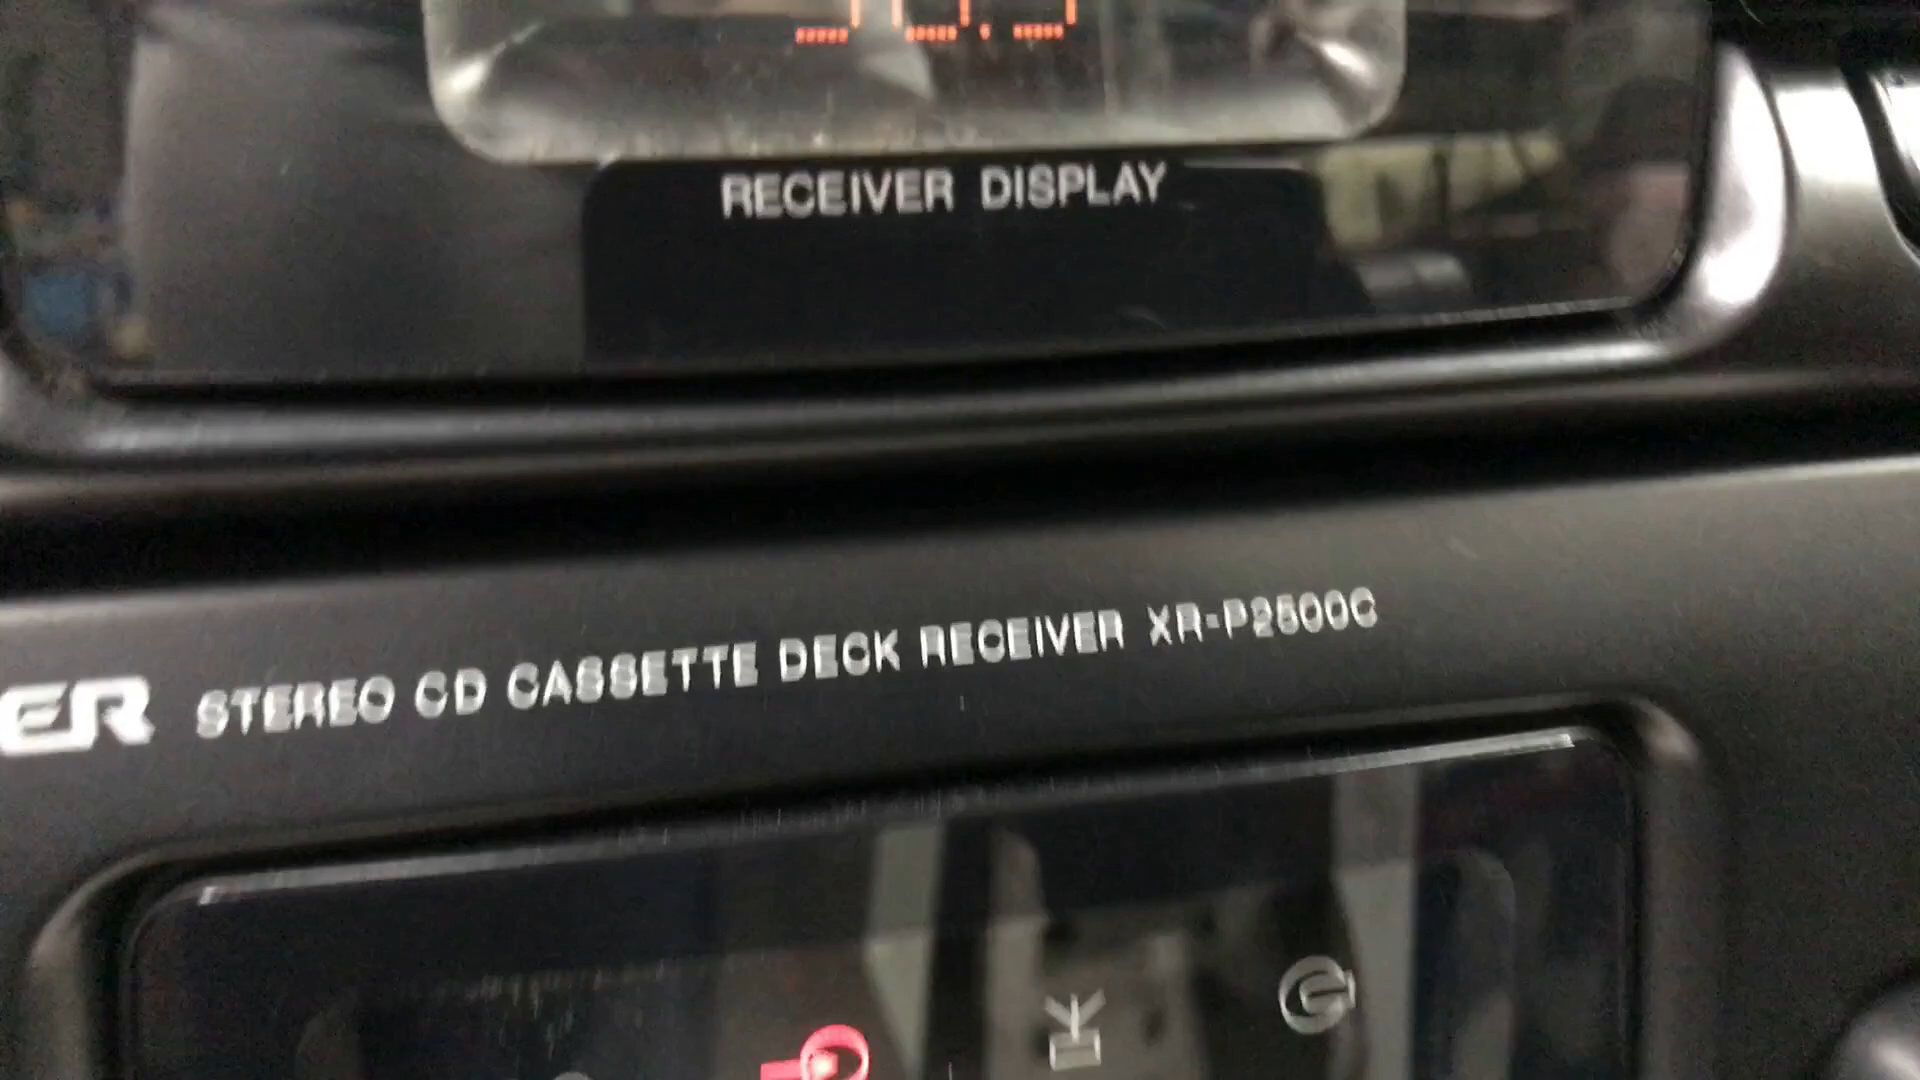 RECEIVER DISPLAY
ER STEREO CD CASSETTE DECK RECEIVER XR-P2500C